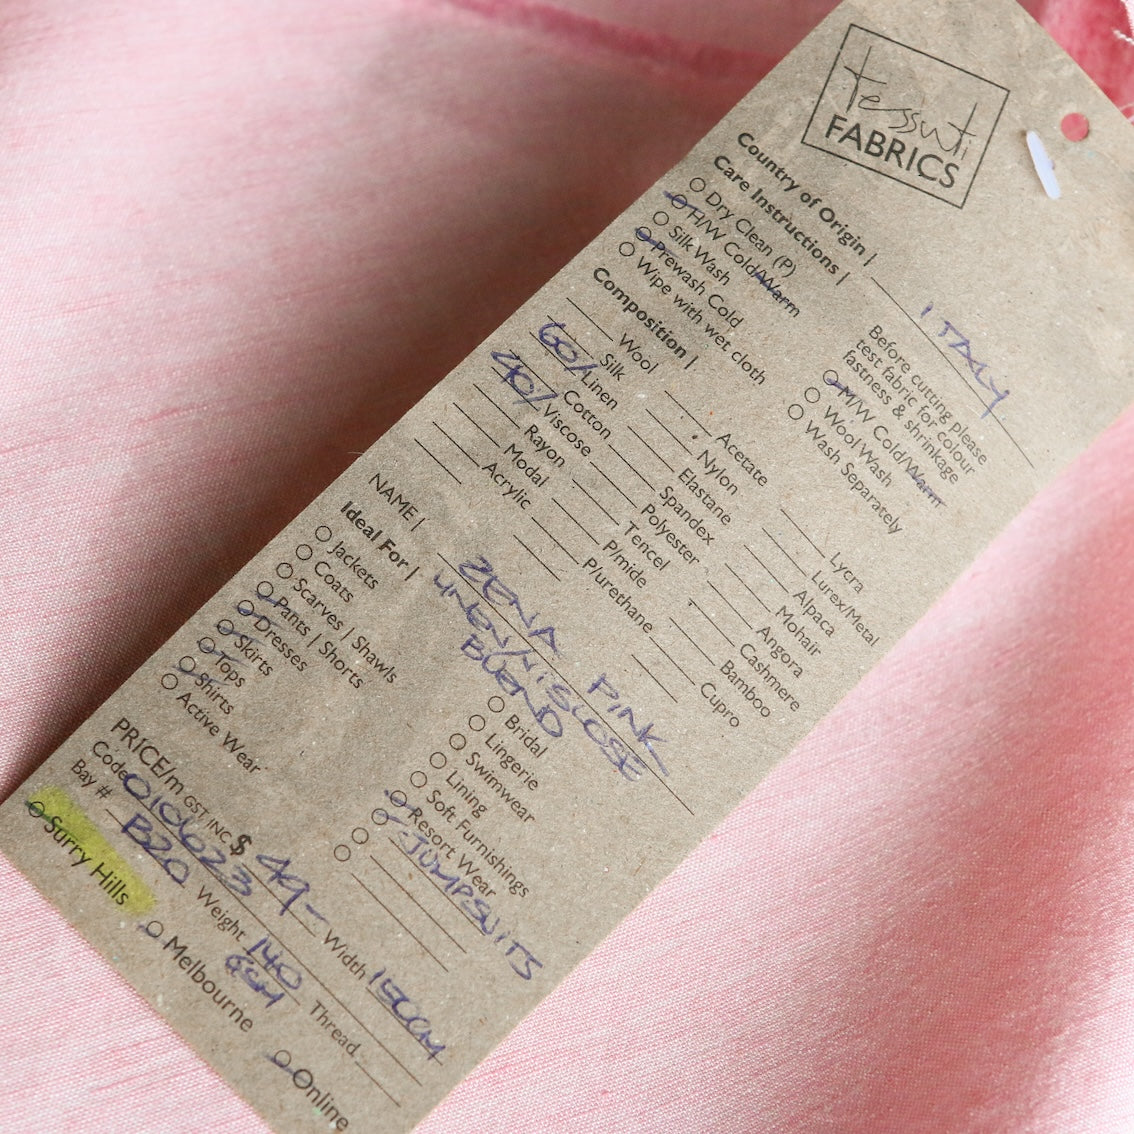 tessuti
FABRICS
Country of Origin | ITALY
Care Instructions |
Dry Clean (P)
H/W Cold/Warm
Silk Wash
Prewash Cold
Wipe with wet cloth
Before cutting please
test fabric for colour
fastness & shrinkage
M/W Cold/Warm
Wool Wash
Wash Separately
Composition |
Wool
Silk
60% Linen
Cotton
40% Viscose
Rayon
Modal
Acrylic
Acetate
Nylon
Elastane
Spandex
Polyester
Tencel
P/mide
P/urethane
Lycra
Lurex/Metal
Alpaca
Mohair
Angora
Cashmere
Bamboo
Cupro
NAME | ZENA PINK
LINEN/VISCOSE
BLEND
Ideal For |
Jackets
Coats
Scarves | Shawls
Pants | Shorts
Dresses
Skirts
Tops
Shirts
Active Wear
Bridal
Lingerie
Swimwear
Lining
Soft Furnishings
Resort Wear
JUMPSUITS
PRICE/m GST INC $ 49-
Code 010623
Width 150CM
Bay # B20
Weight 140
GSM
Thread
Surry Hills
Melbourne
Online